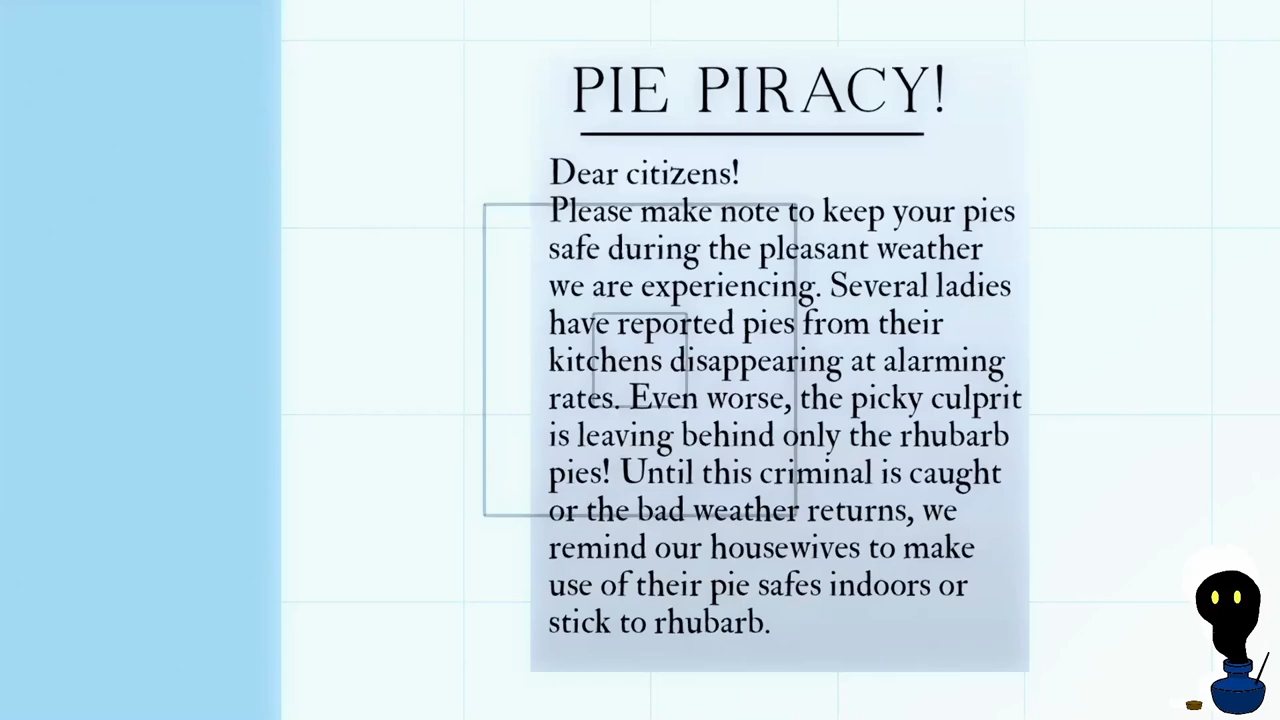 PIE PIRACY!
Dear citizens!
Please make note to keep your pies
safe during the pleasant weather
we are experiencing. Several ladies
have reported pies from their
kitchens disappearing at alarming
rates. Even worse, the picky culprit
is leaving behind only the rhubarb
pies! Until this criminal is caught
or the bad weather returns, we
remind our housewives to make
use of their pie safes indoors or
stick to rhubarb.